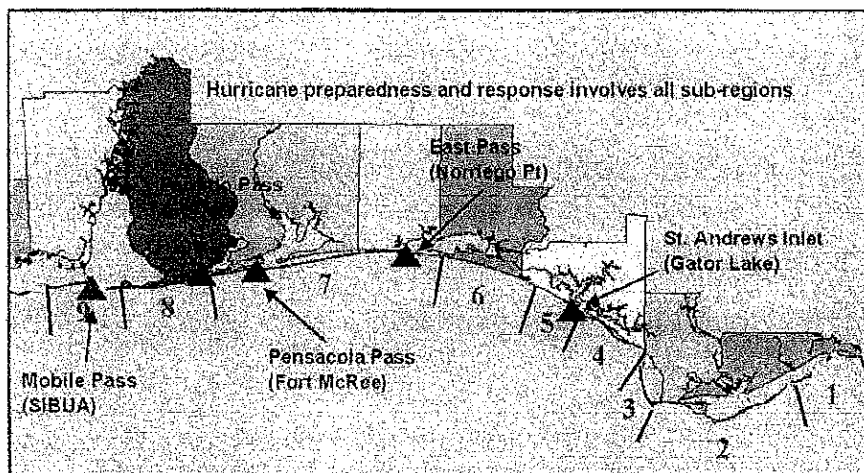 Hurricane preparedness and response involves all sub-regions
East Pass
(Norriego Pt)
Pass
St. Andrews Inlet
(Gator Lake)
Pensacola Pass
(Fort McRee)
Mobile Pass
(SIBUA)
9
8
7
6
5
4
3
2
1